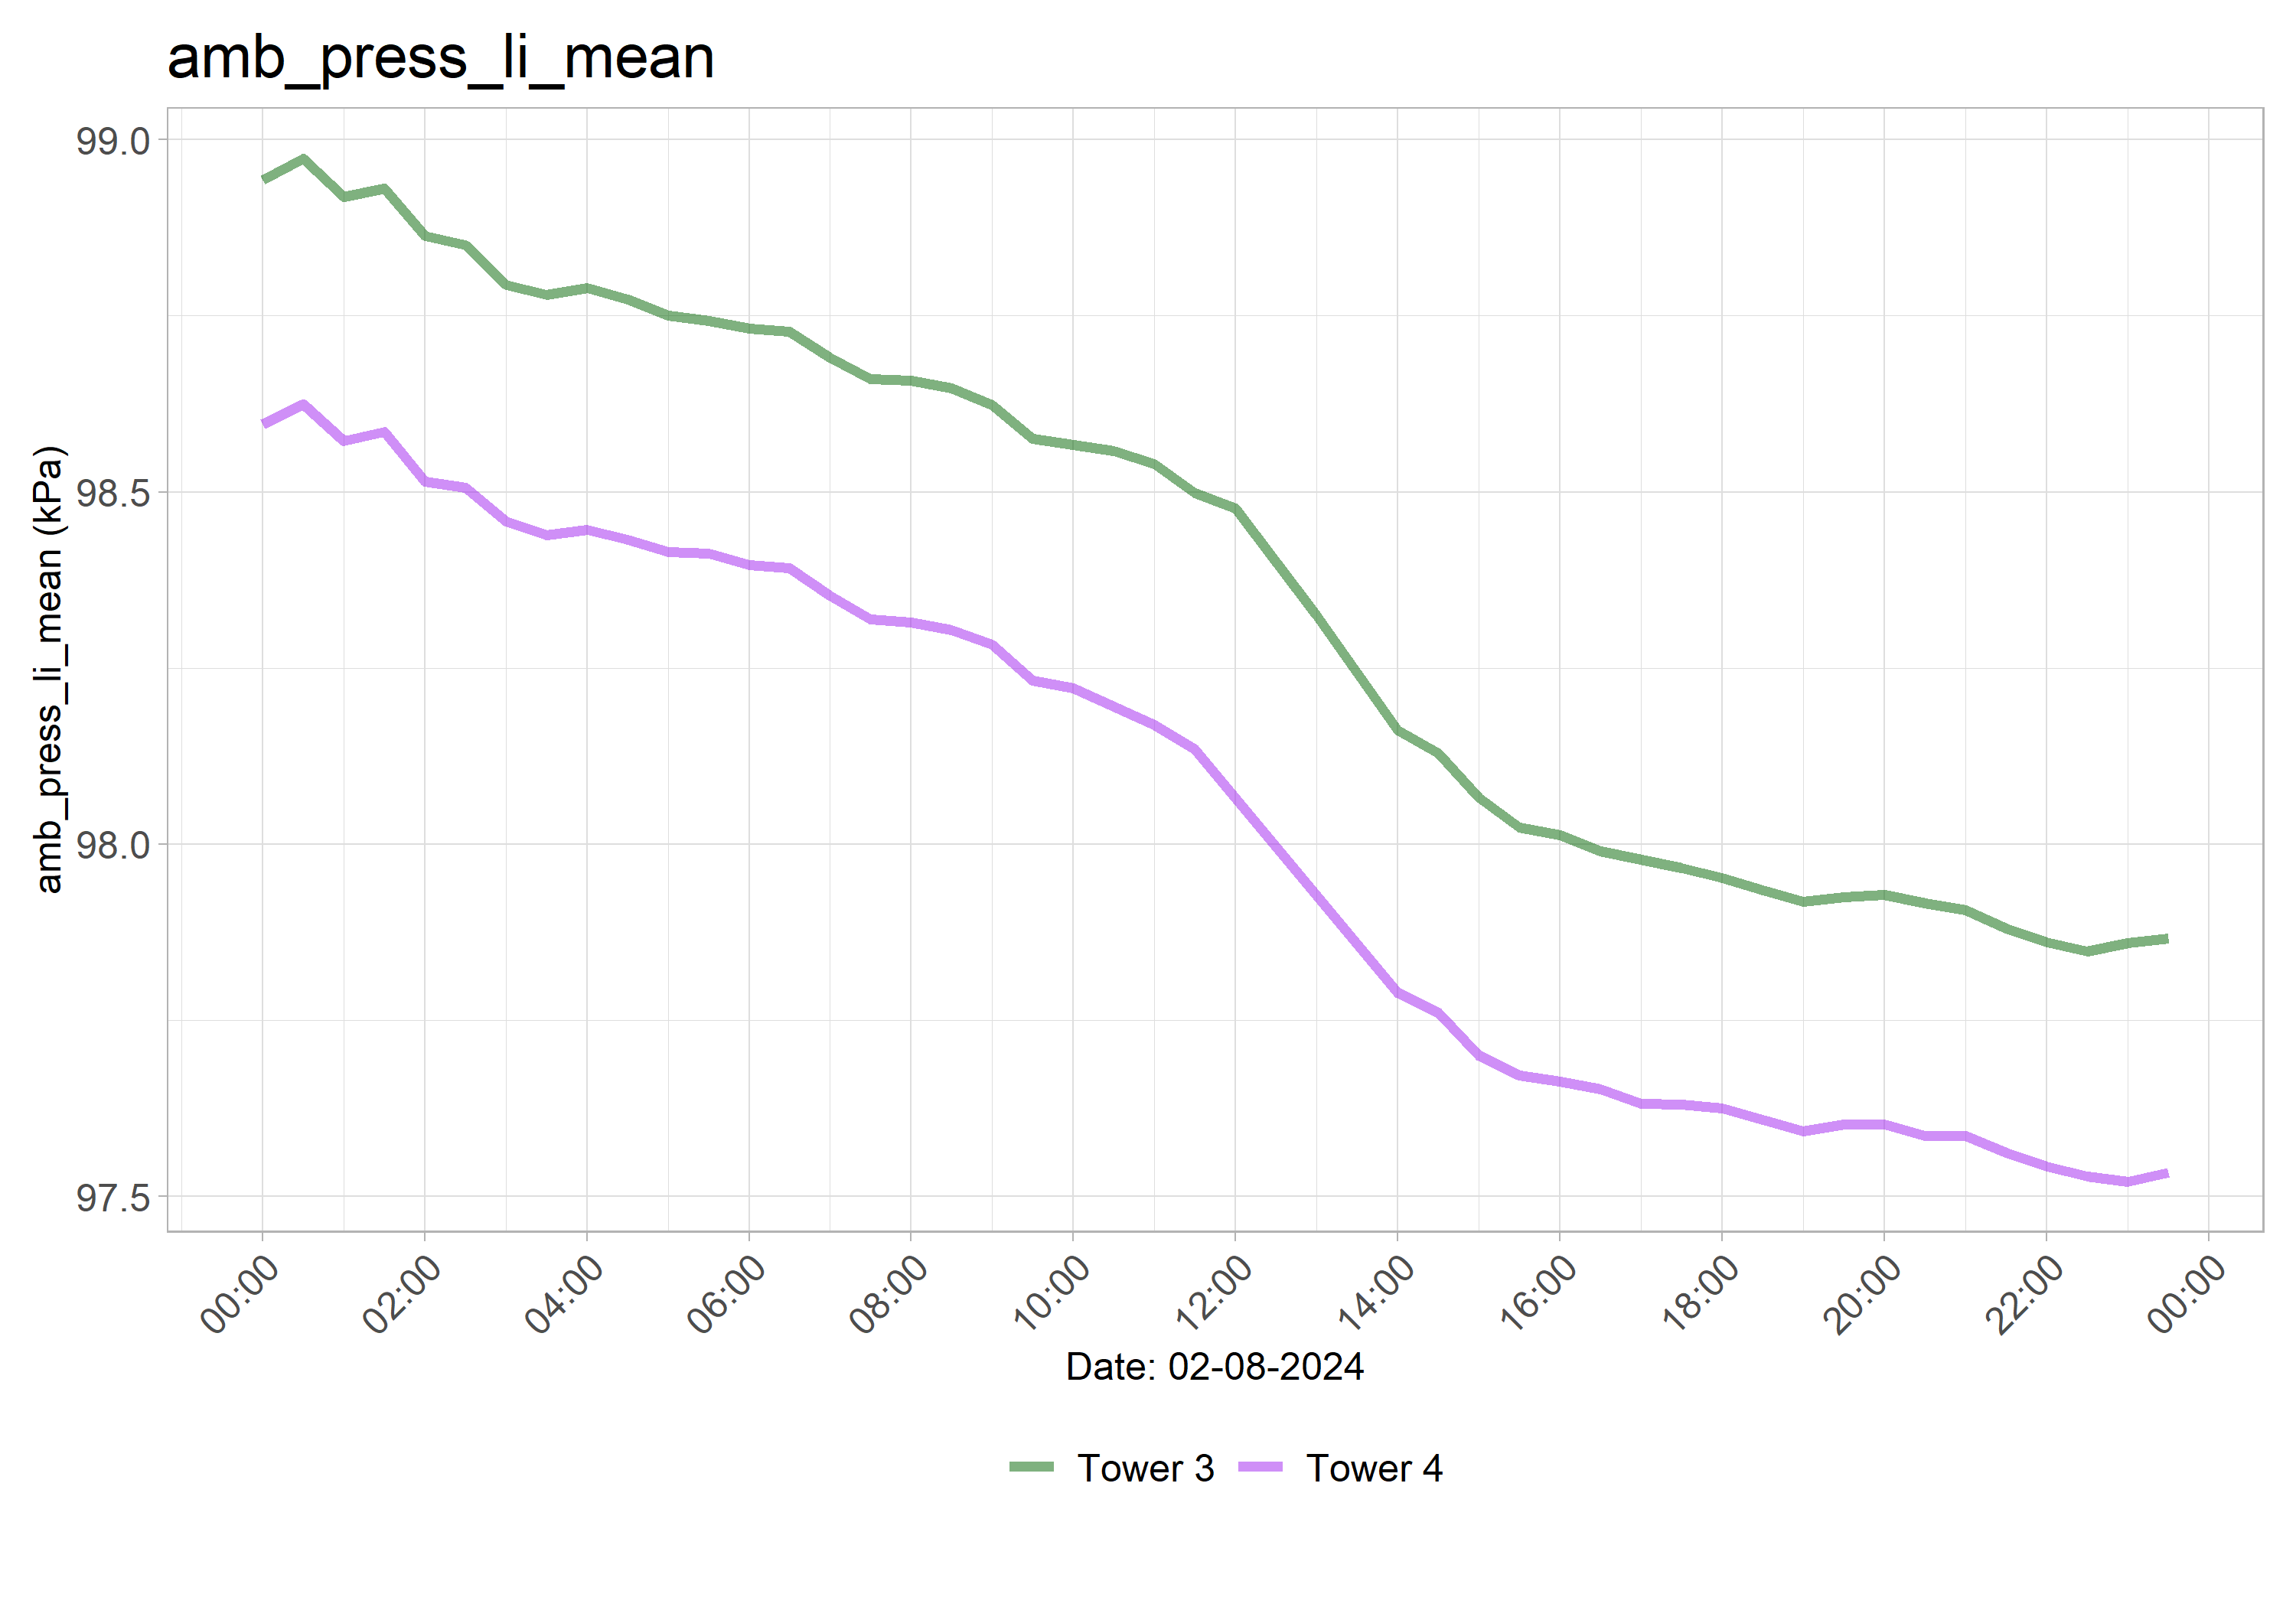 amb_press_li_mean
amb_press_li_mean (kPa)
99.0
98.5
98.0
97.5
00:00 02:00 04:00 06:00 08:00 10:00 12:00 14:00 16:00 18:00 20:00 22:00 00:00
Date: 02-08-2024
Tower 3 Tower 4